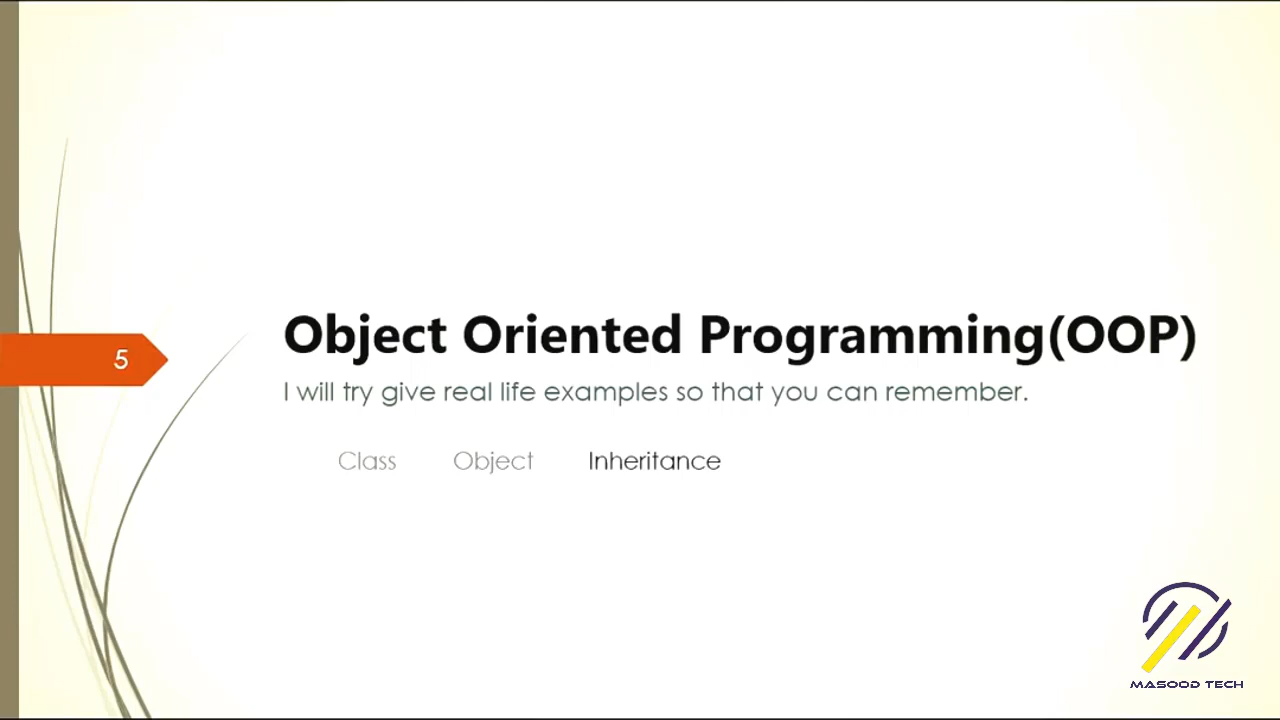 Object Oriented Programming(OOP)
5
I will try give real life examples so that you can remember.
Class Object Inheritance
MASOOD TECH